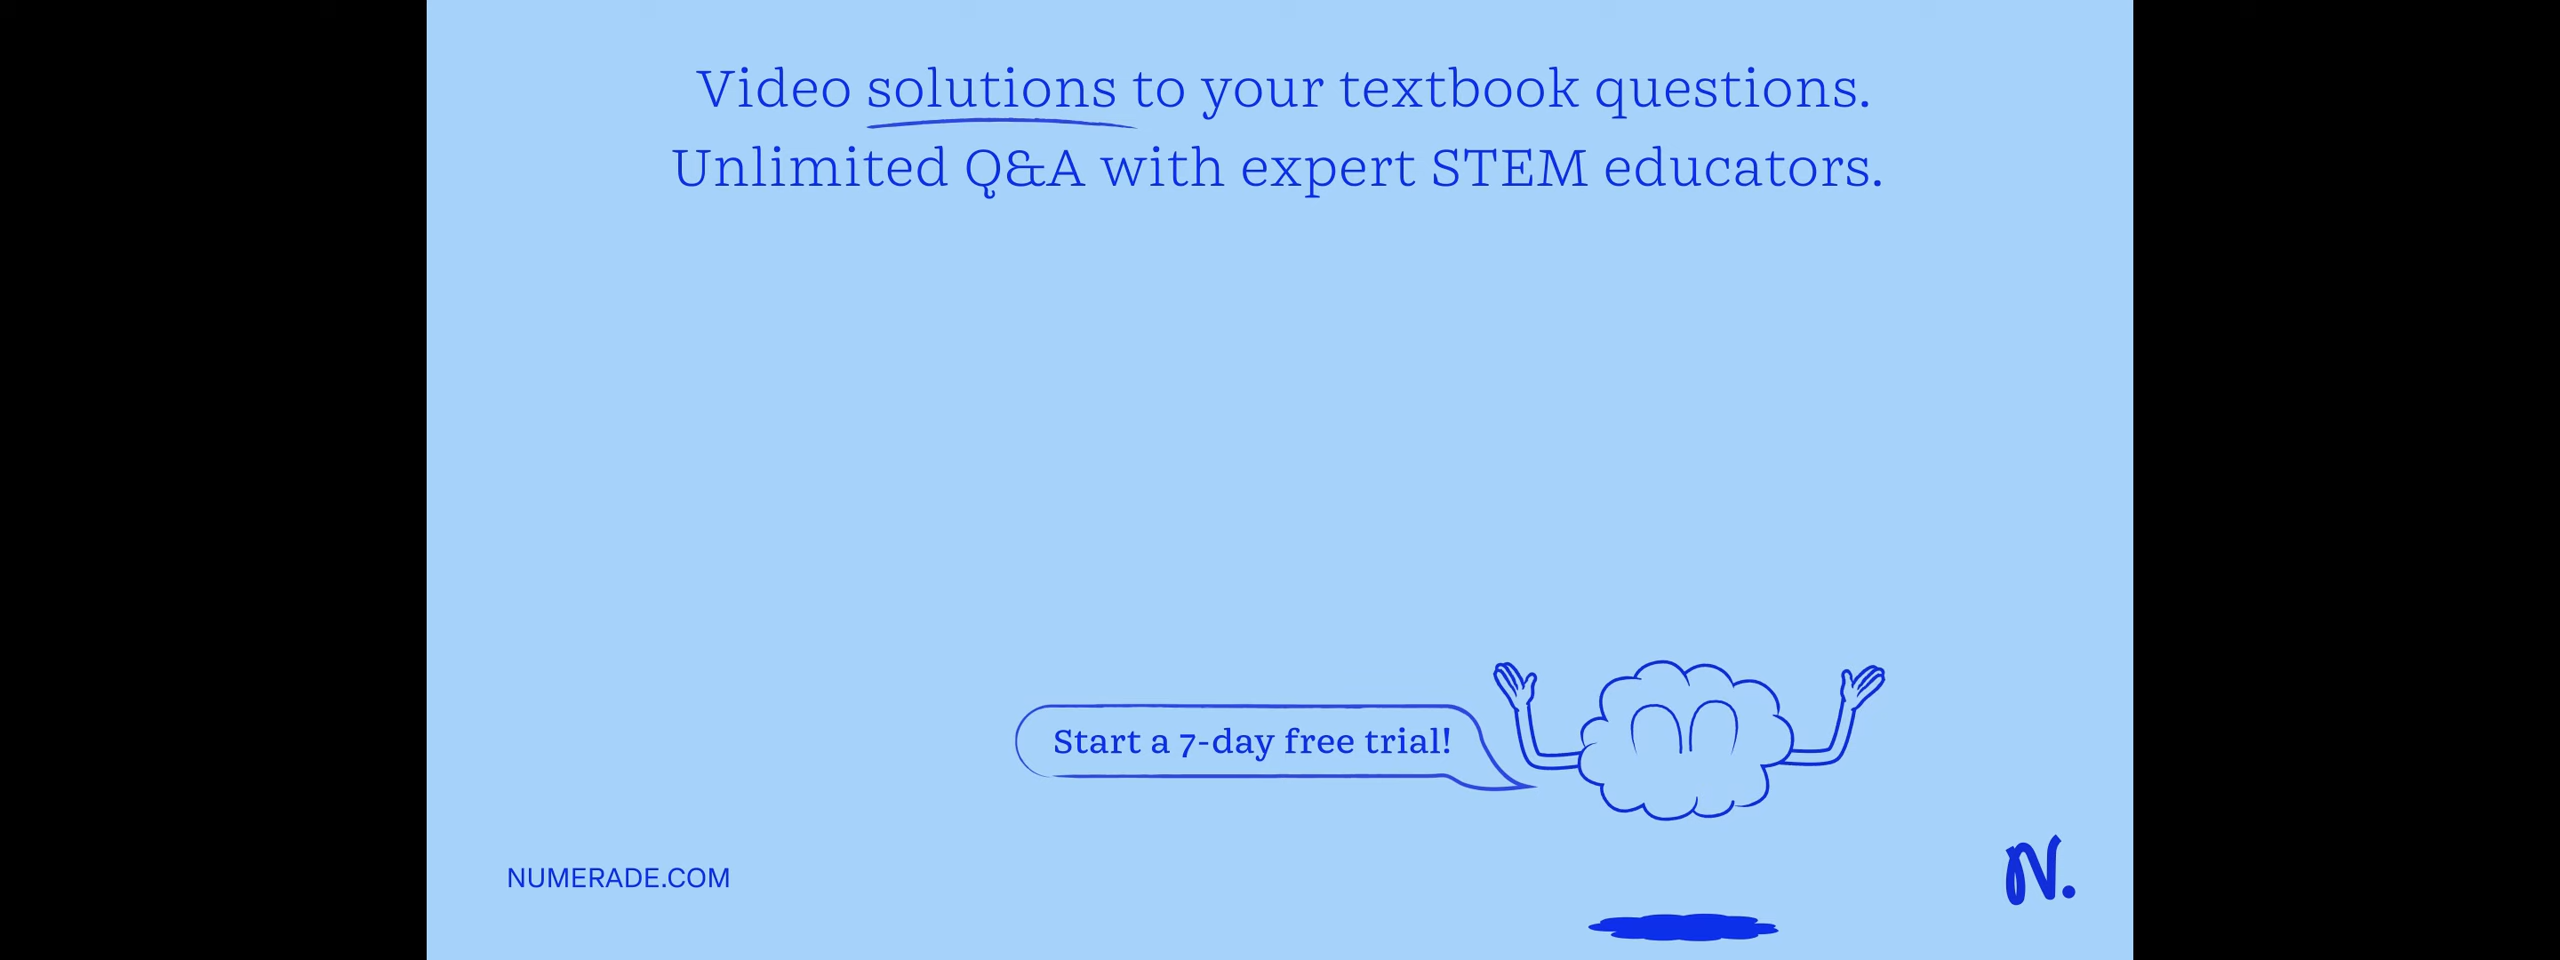 Video solutions to your textbook questions.
Unlimited Q&A with expert STEM educators.
Start a 7-day free trial!
NUMERADE.COM
N.